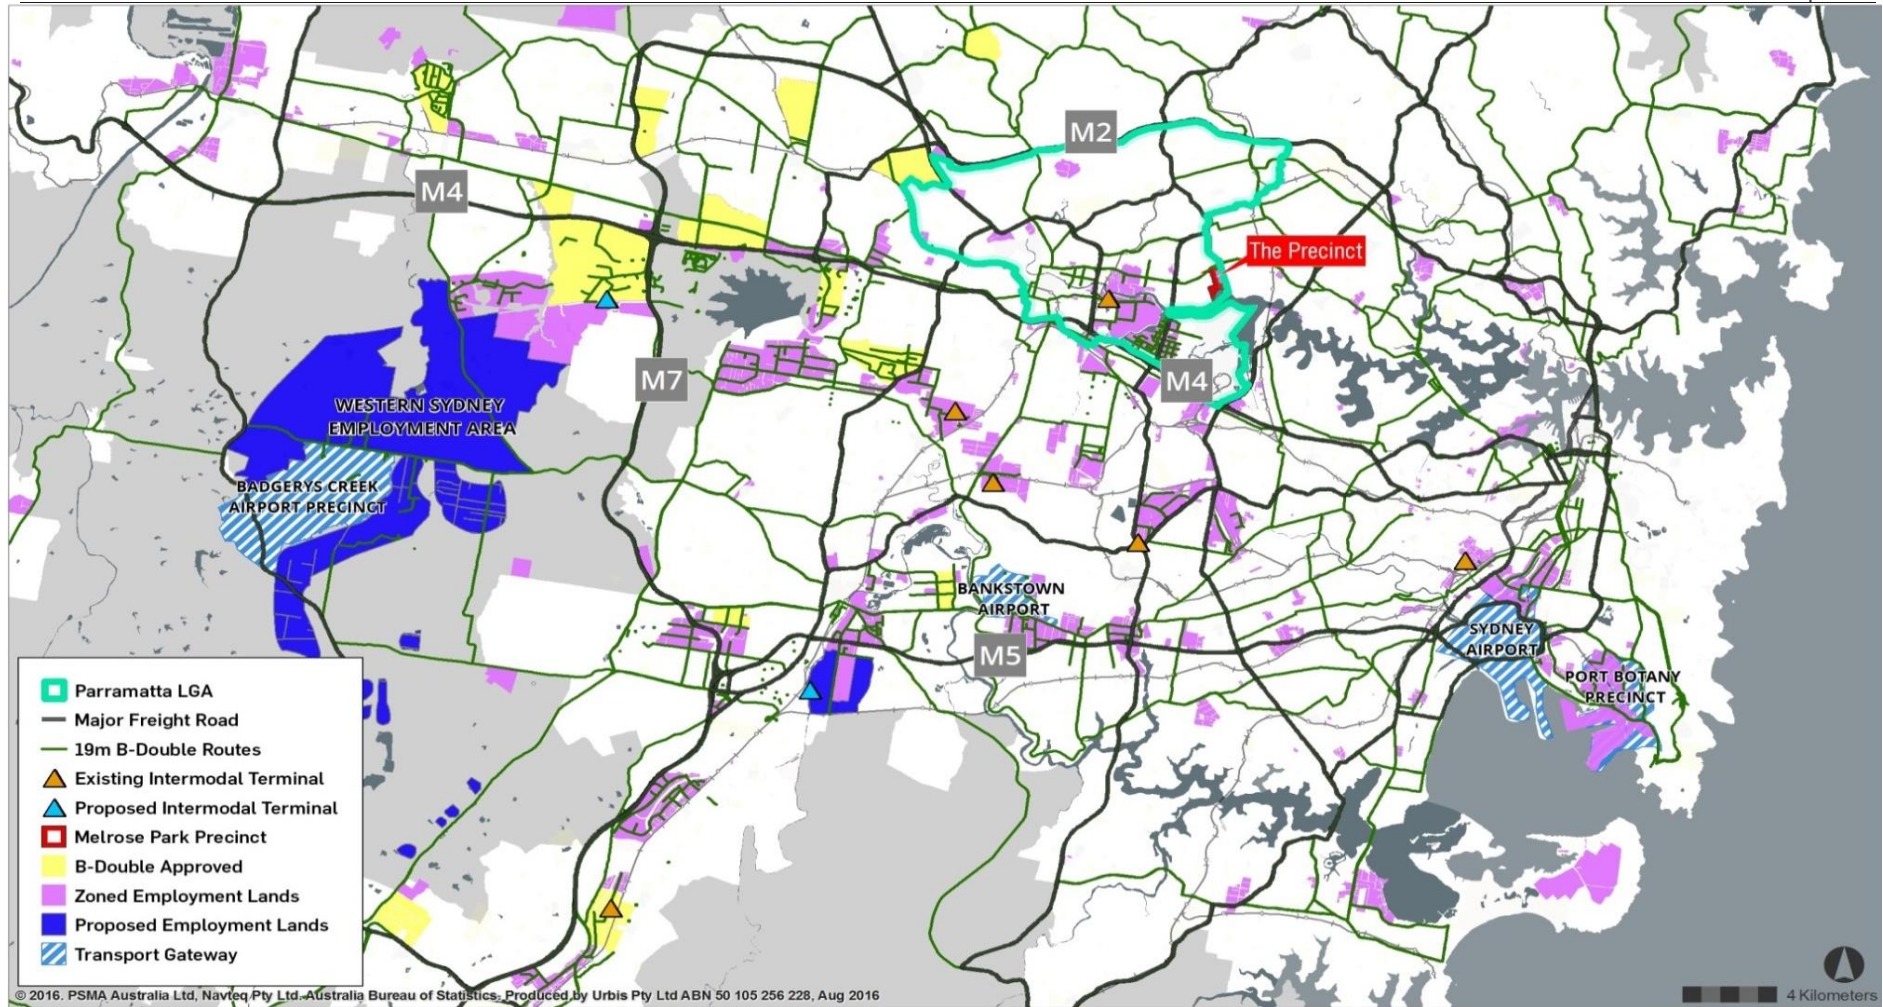 M2
M4
The Precinct
M7
M4
WESTERN SYDNEY
EMPLOYMENT AREA
BADGERYS CREEK
AIRPORT PRECINCT
BANKSTOWN
AIRPORT
M5
SYDNEY
AIRPORT
PORT BOTANY
PRECINCT
Parramatta LGA
Major Freight Road
19m B-Double Routes
Existing Intermodal Terminal
Proposed Intermodal Terminal
Melrose Park Precinct
B-Double Approved
Zoned Employment Lands
Proposed Employment Lands
Transport Gateway
© 2016. PSMA Australia Ltd, Navteq Pty Ltd. Australia Bureau of Statistics. Produced by Urbis Pty Ltd ABN 50 105 256 228, Aug 2016
4 Kilometers